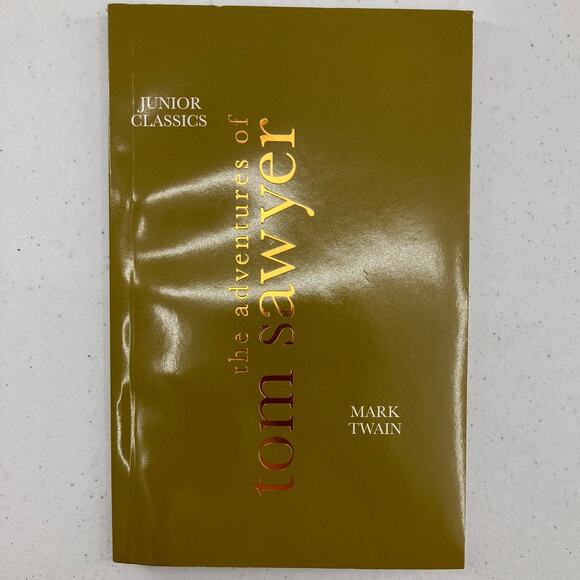 JUNIOR
CLASSICS
the adventures of
tom sawyer
MARK
TWAIN